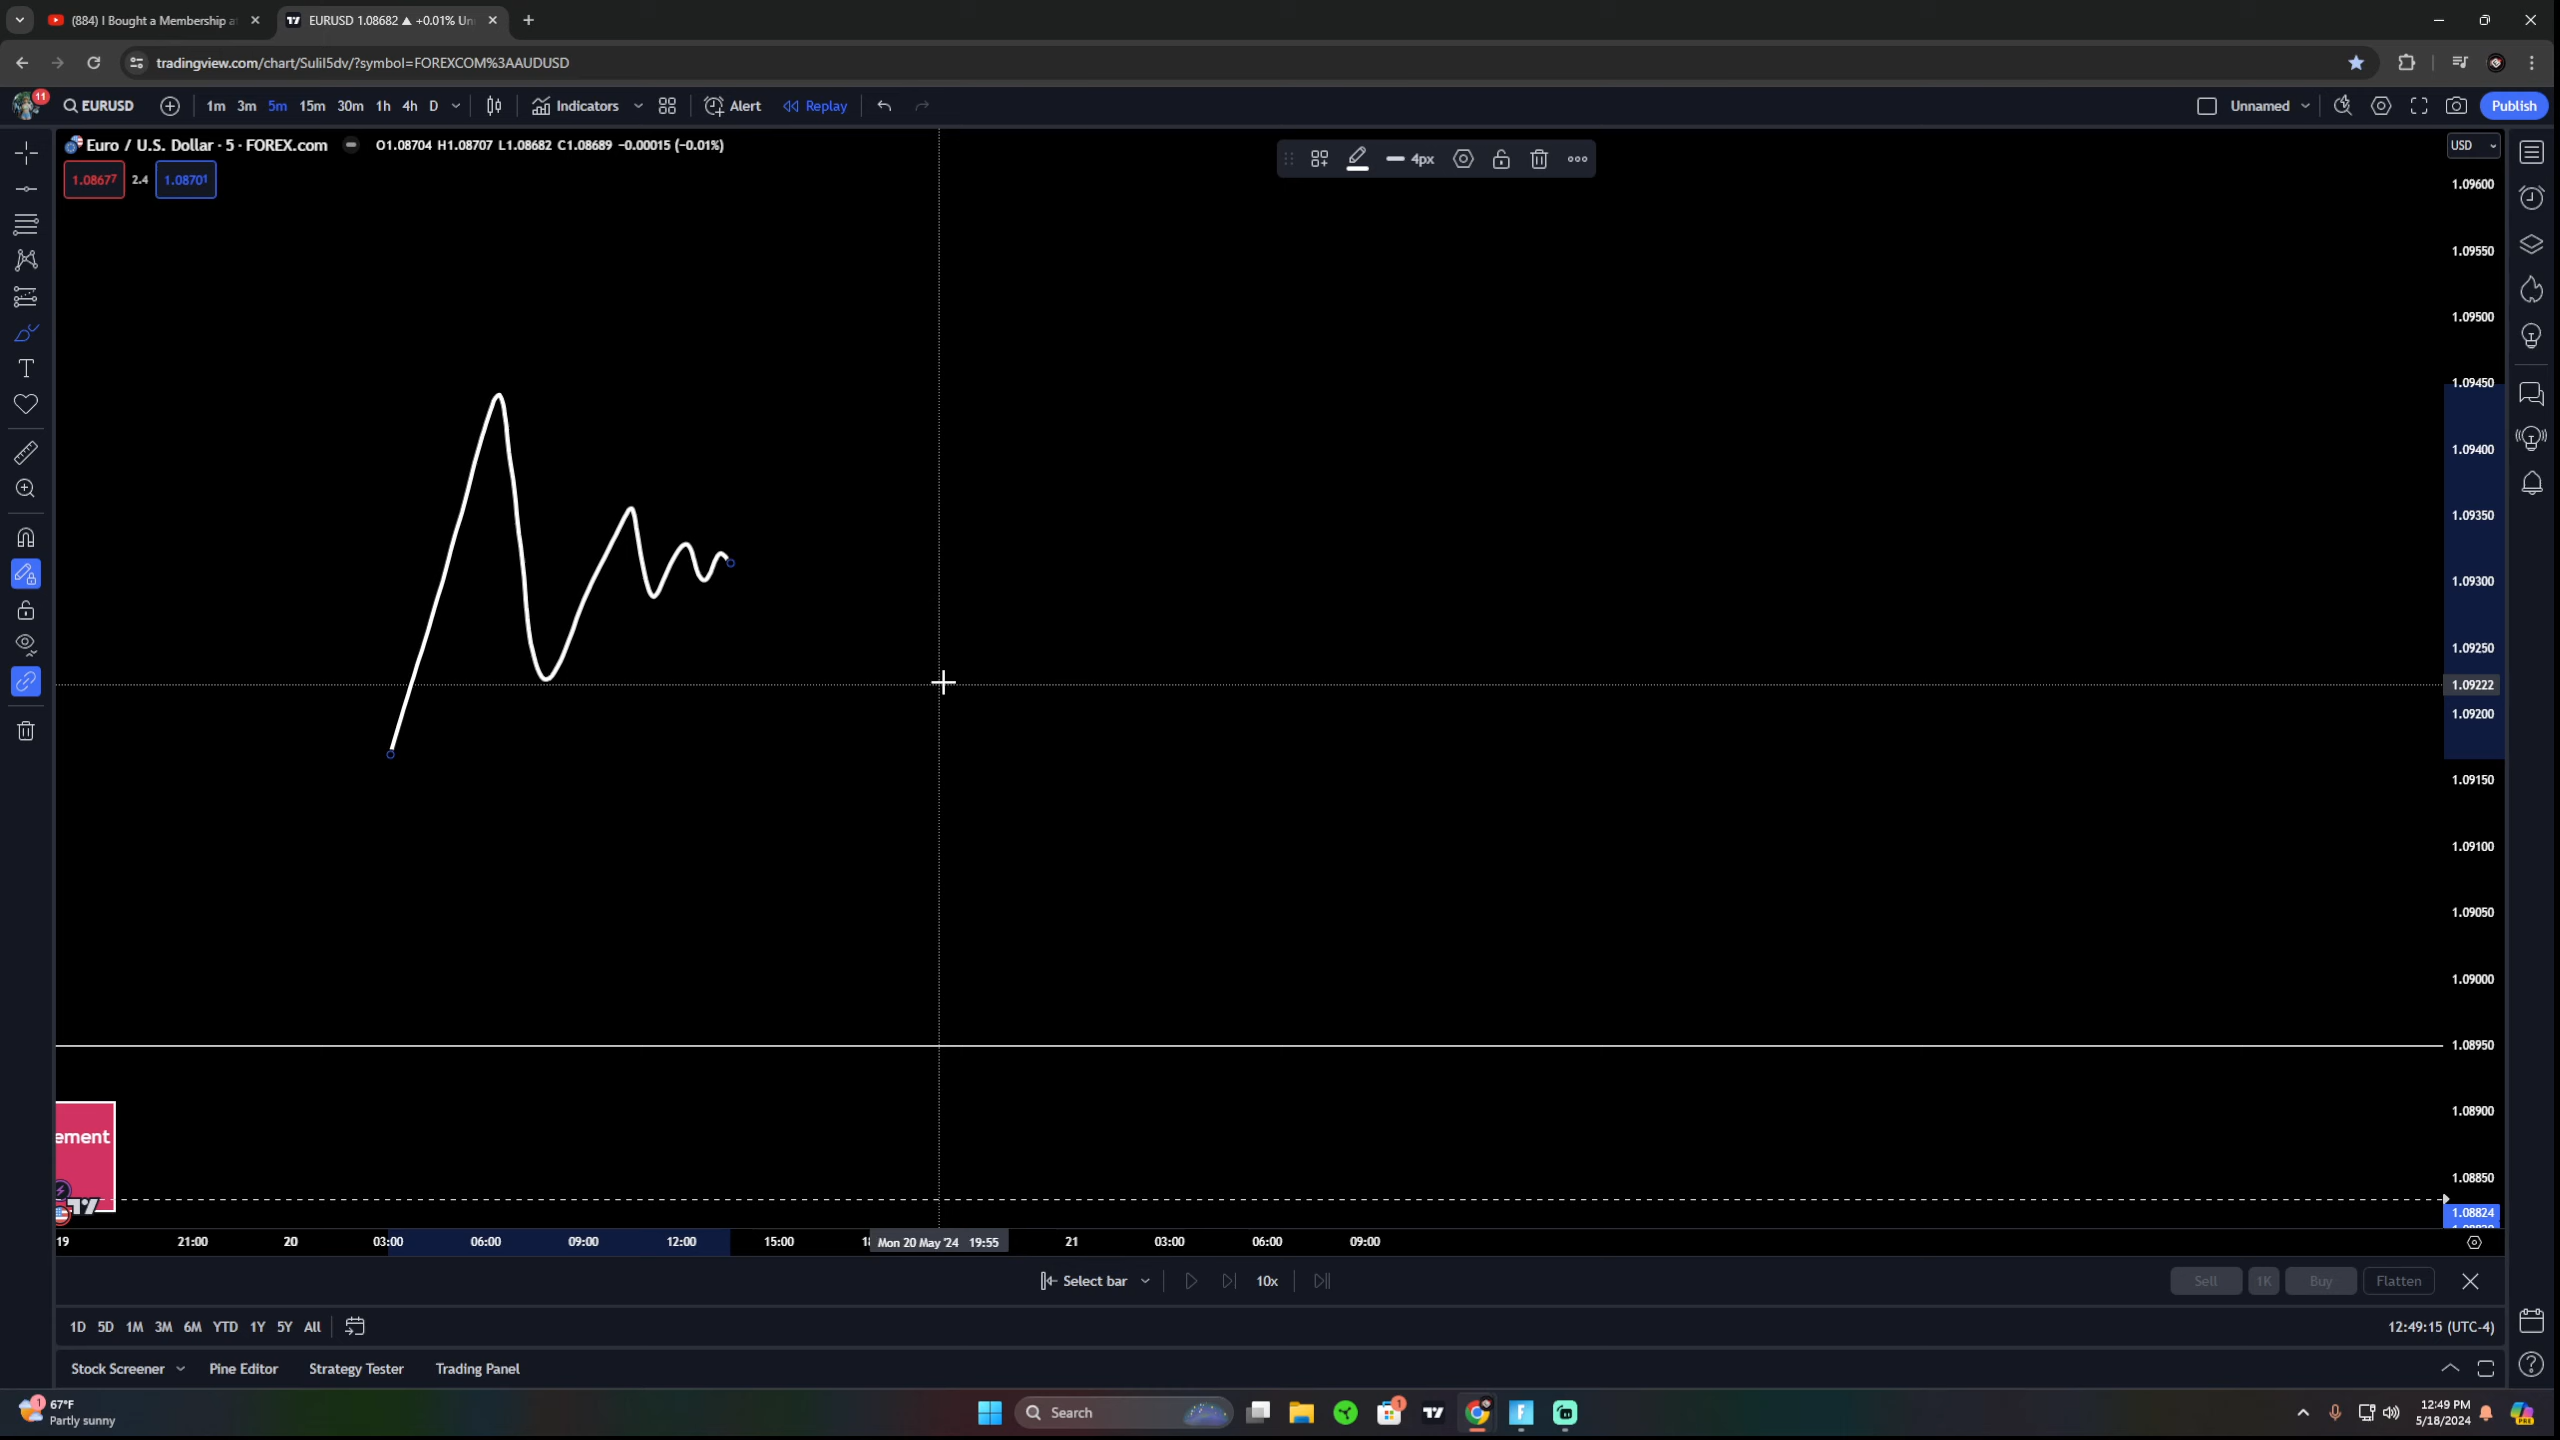 (884) I Bought a Membership a
EURUSD 1.08682 ▲ +0.01% Un
tradingview.com/chart/Sulil5dv/?symbol=FOREXCOM%3AAUDUSD
11
EURUSD 1m 3m 5m 15m 30m 1h 4h D Indicators Alert Replay Unnamed Publish
Euro / U.S. Dollar · 5 · FOREX.com O1.08704 H1.08707 L1.08682 C1.08689 -0.00015 (-0.01%)
1.08677 2.4 1.08701
4px
USD
1.09600
1.09550
1.09500
1.09450
1.09400
1.09350
1.09300
1.09250
1.09222
1.09200
1.09150
1.09100
1.09050
1.09000
1.08950
1.08900
ement
1.08850
1.08824
19 21:00 20 03:00 06:00 09:00 12:00 15:00 Mon 20 May '24 19:55 21 03:00 06:00 09:00
Select bar 10x Sell 1K Buy Flatten
1D 5D 1M 3M 6M YTD 1Y 5Y All 12:49:15 (UTC-4)
Stock Screener Pine Editor Strategy Tester Trading Panel
1
67°F
Partly sunny
Search
1
12:49 PM
5/18/2024
PRE